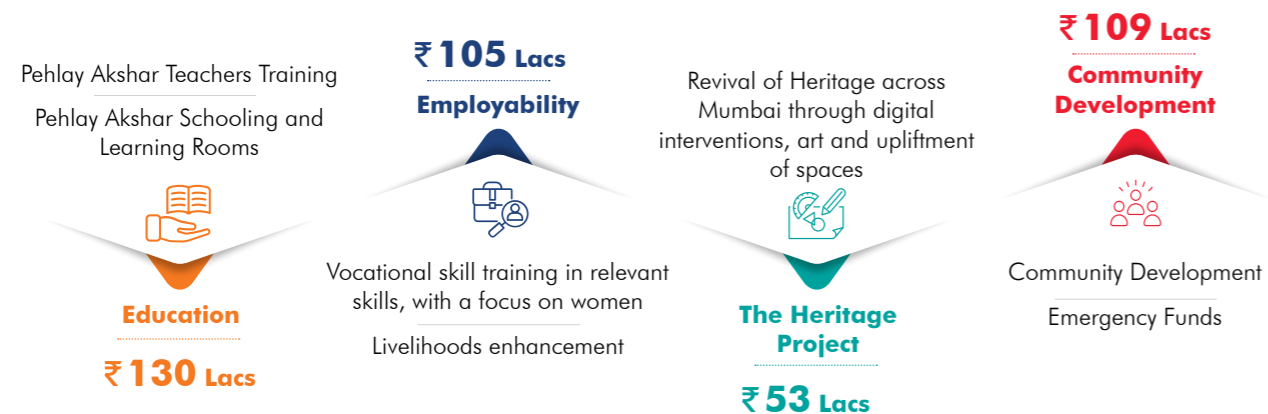 Pehlay Akshar Teachers Training
Pehlay Akshar Schooling and
Learning Rooms
Education
₹ 130 Lacs
₹ 105 Lacs
Employability
Vocational skill training in relevant
skills, with a focus on women
Livelihoods enhancement
Revival of Heritage across
Mumbai through digital
interventions, art and upliftment
of spaces
The Heritage
Project
₹ 53 Lacs
₹ 109 Lacs
Community
Development
Community Development
Emergency Funds